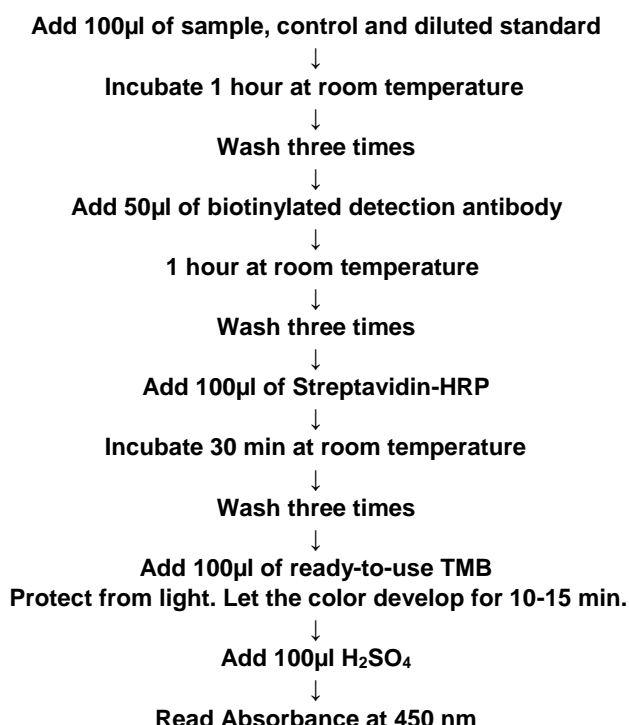 Add 100µl of sample, control and diluted standard
↓
Incubate 1 hour at room temperature
↓
Wash three times
↓
Add 50µl of biotinylated detection antibody
↓
1 hour at room temperature
↓
Wash three times
↓
Add 100µl of Streptavidin-HRP
↓
Incubate 30 min at room temperature
↓
Wash three times
↓
Add 100µl of ready-to-use TMB
Protect from light. Let the color develop for 10-15 min.
↓
Add 100µl H₂SO₄
↓
Read Absorbance at 450 nm